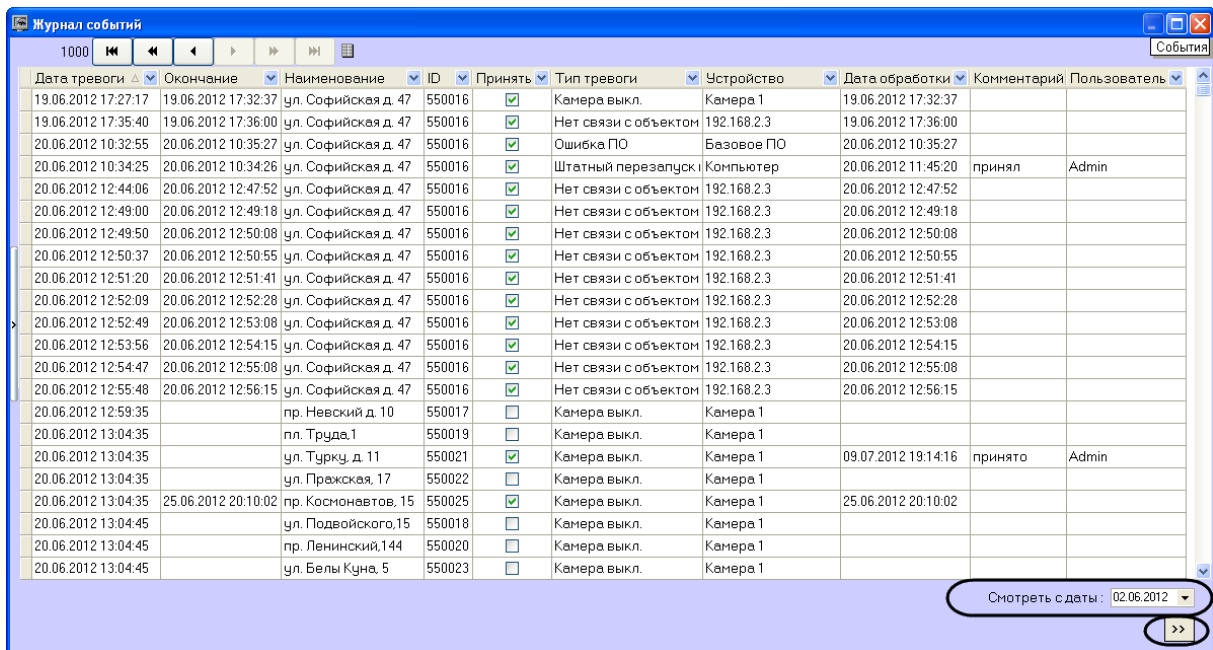 Журнал событий
1000
События
Дата тревоги Окончание Наименование ID Принять Тип тревоги Устройство Дата обработки Комментарий Пользователь
19.06.2012 17:27:17 19.06.2012 17:32:37 ул. Софийская д. 47 550016 Камера выкл. Камера 1 19.06.2012 17:32:37
19.06.2012 17:35:40 19.06.2012 17:36:00 ул. Софийская д. 47 550016 Нет связи с объектом 192.168.2.3 19.06.2012 17:36:00
20.06.2012 10:32:55 20.06.2012 10:35:27 ул. Софийская д. 47 550016 Ошибка ПО Базовое ПО 20.06.2012 10:35:27
20.06.2012 10:34:25 20.06.2012 10:34:26 ул. Софийская д. 47 550016 Штатный перезапуск Компьютер 20.06.2012 11:45:20 принял Admin
20.06.2012 12:44:06 20.06.2012 12:47:52 ул. Софийская д. 47 550016 Нет связи с объектом 192.168.2.3 20.06.2012 12:47:52
20.06.2012 12:49:00 20.06.2012 12:49:18 ул. Софийская д. 47 550016 Нет связи с объектом 192.168.2.3 20.06.2012 12:49:18
20.06.2012 12:49:50 20.06.2012 12:50:08 ул. Софийская д. 47 550016 Нет связи с объектом 192.168.2.3 20.06.2012 12:50:08
20.06.2012 12:50:37 20.06.2012 12:50:55 ул. Софийская д. 47 550016 Нет связи с объектом 192.168.2.3 20.06.2012 12:50:55
20.06.2012 12:51:20 20.06.2012 12:51:41 ул. Софийская д. 47 550016 Нет связи с объектом 192.168.2.3 20.06.2012 12:51:41
20.06.2012 12:52:09 20.06.2012 12:52:28 ул. Софийская д. 47 550016 Нет связи с объектом 192.168.2.3 20.06.2012 12:52:28
20.06.2012 12:52:49 20.06.2012 12:53:08 ул. Софийская д. 47 550016 Нет связи с объектом 192.168.2.3 20.06.2012 12:53:08
20.06.2012 12:53:56 20.06.2012 12:54:15 ул. Софийская д. 47 550016 Нет связи с объектом 192.168.2.3 20.06.2012 12:54:15
20.06.2012 12:54:47 20.06.2012 12:55:08 ул. Софийская д. 47 550016 Нет связи с объектом 192.168.2.3 20.06.2012 12:55:08
20.06.2012 12:55:48 20.06.2012 12:56:15 ул. Софийская д. 47 550016 Нет связи с объектом 192.168.2.3 20.06.2012 12:56:15
20.06.2012 12:59:35 пр. Невский д. 10 550017 Камера выкл. Камера 1
20.06.2012 13:04:35 пл. Труда,1 550019 Камера выкл. Камера 1
20.06.2012 13:04:35 ул. Турку, д. 11 550021 Камера выкл. Камера 1 09.07.2012 19:14:16 принято Admin
20.06.2012 13:04:35 ул. Пражская, 17 550022 Камера выкл. Камера 1
20.06.2012 13:04:35 25.06.2012 20:10:02 пр. Космонавтов, 15 550025 Камера выкл. Камера 1 25.06.2012 20:10:02
20.06.2012 13:04:45 ул. Подвойского,15 550018 Камера выкл. Камера 1
20.06.2012 13:04:45 пр. Ленинский,144 550020 Камера выкл. Камера 1
20.06.2012 13:04:45 ул. Белы Куна, 5 550023 Камера выкл. Камера 1
Смотреть с даты : 02.06.2012
>>